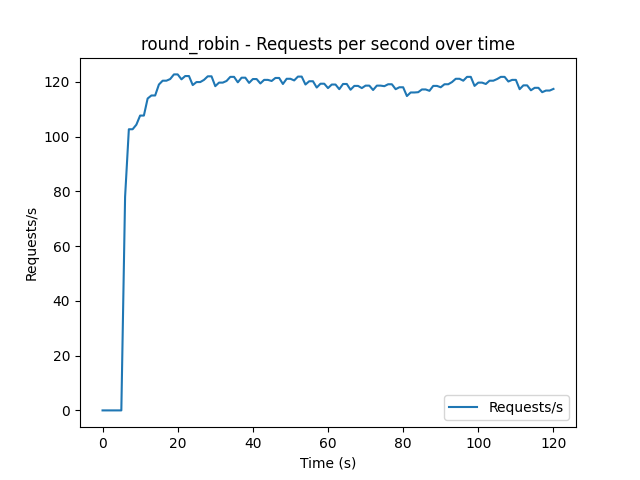 round_robin - Requests per second over time
Requests/s
120
100
80
60
40
20
0
Requests/s
0 20 40 60 80 100 120
Time (s)